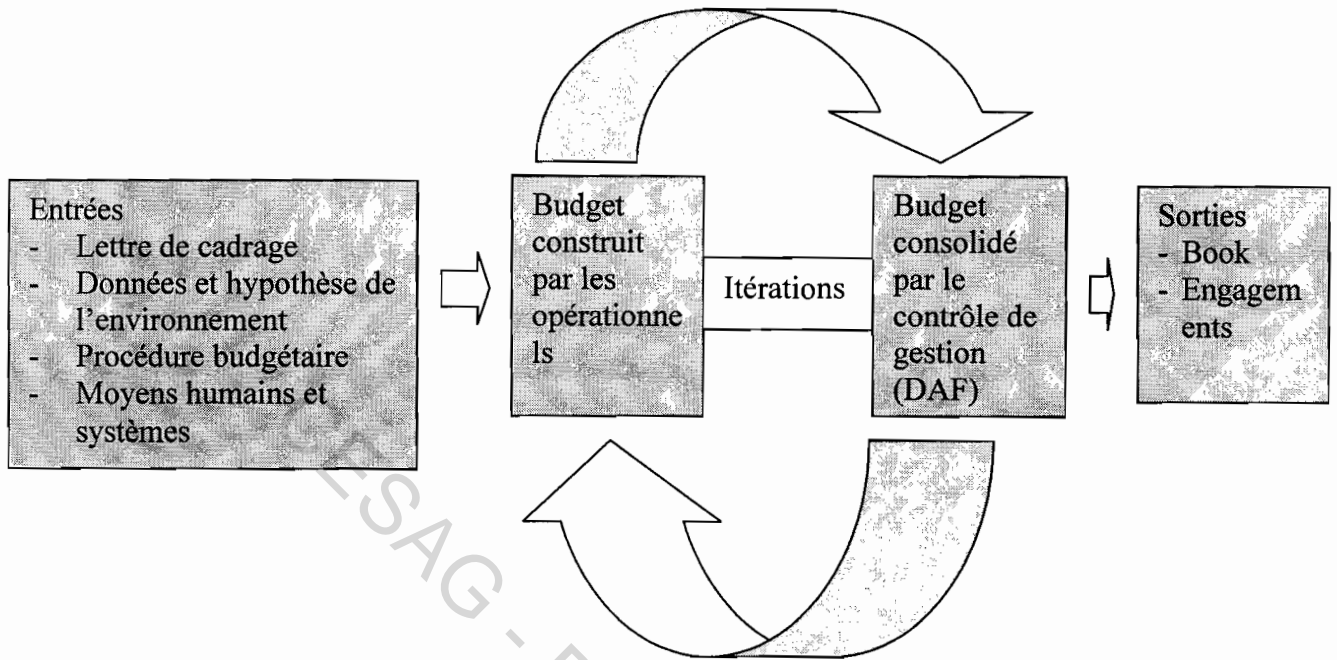 Entrées
- Lettre de cadrage
- Données et hypothèse de
l'environnement
- Procédure budgétaire
- Moyens humains et
systèmes
Budget
construit
par les
opérationne
ls
Itérations
Budget
consolidé
par le
contrôle de
gestion
(DAF)
Sorties
- Book
- Engagem
ents
CESAG -